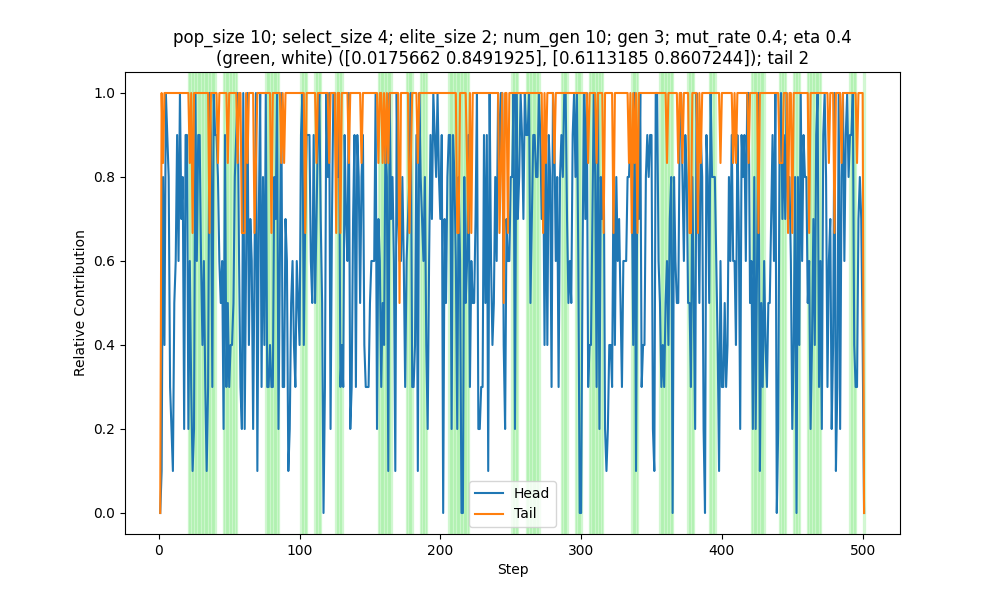 pop_size 10; select_size 4; elite_size 2; num_gen 10; gen 3; mut_rate 0.4; eta 0.4
(green, white) ([0.0175662 0.8491925], [0.6113185 0.8607244]); tail 2
1.0
0.8
0.6
0.4
0.2
0.0
Relative Contribution
Head
Tail
0
100
200
300
400
500
Step